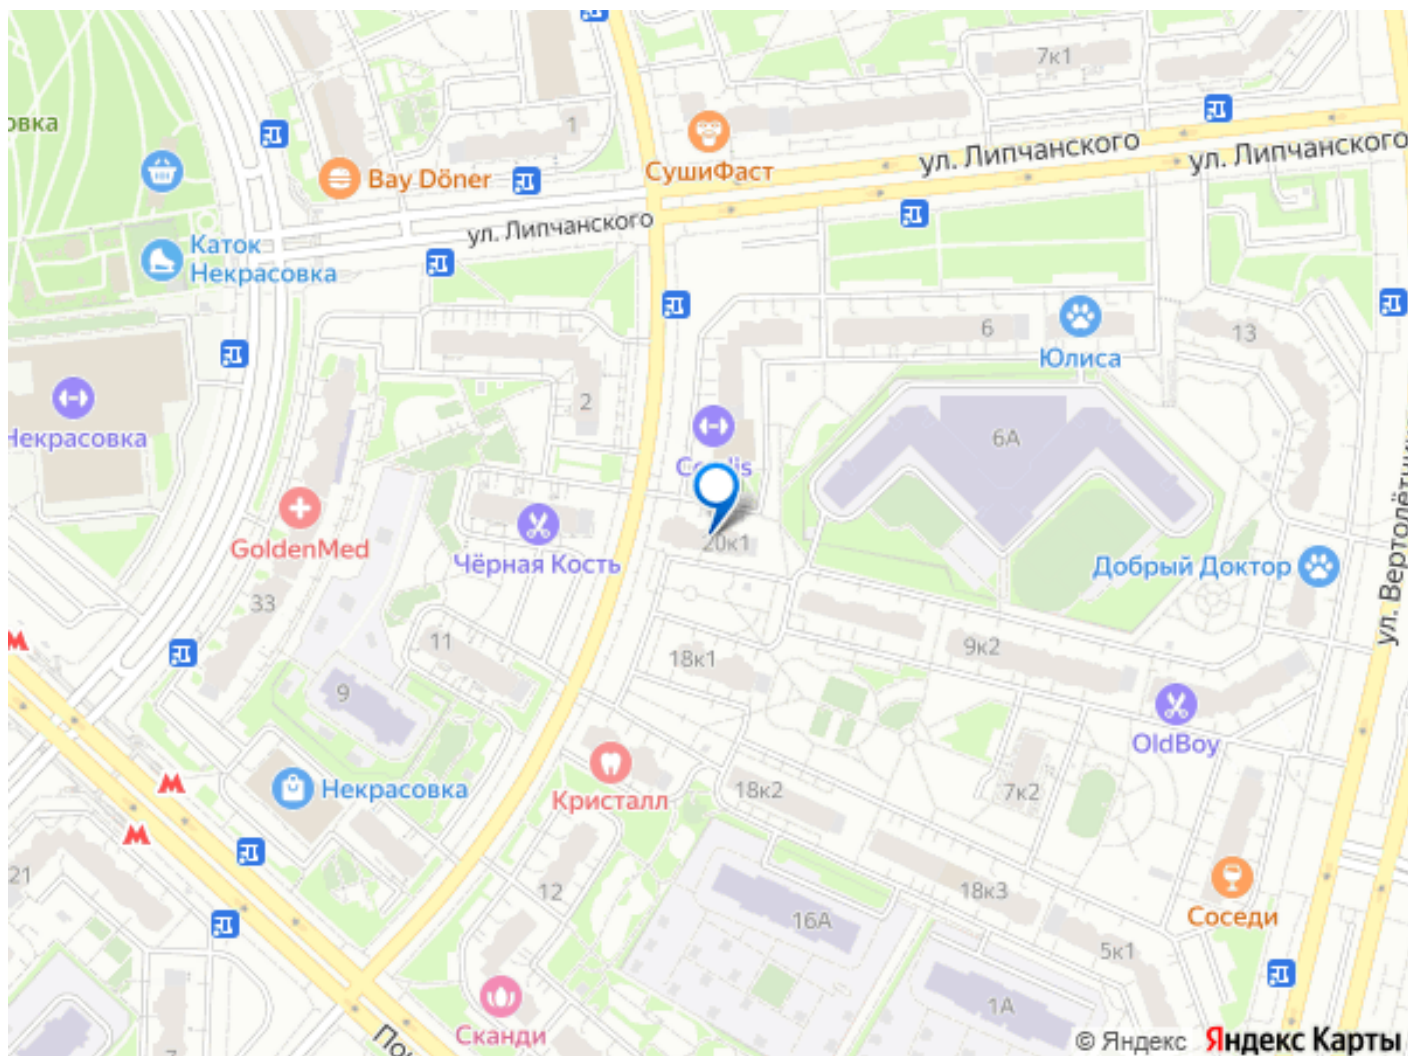 7к1
овка
1
СушиФаст
ул. Липчанского
ул. Липчанского
Bay Döner
ул. Липчанского
Каток
Некрасовка
6
13
Юлиса
2
Некрасовка
6А
GoldenMed
Чёрная Кость
20к1
Добрый Доктор
ул. Вертолётчиков
33
11
18к1
9к2
9
OldBoy
Некрасовка
Кристалл
18к2
7к2
21
12
18к3
16А
Соседи
5к1
1А
Сканди
© Яндекс Яндекс Карты